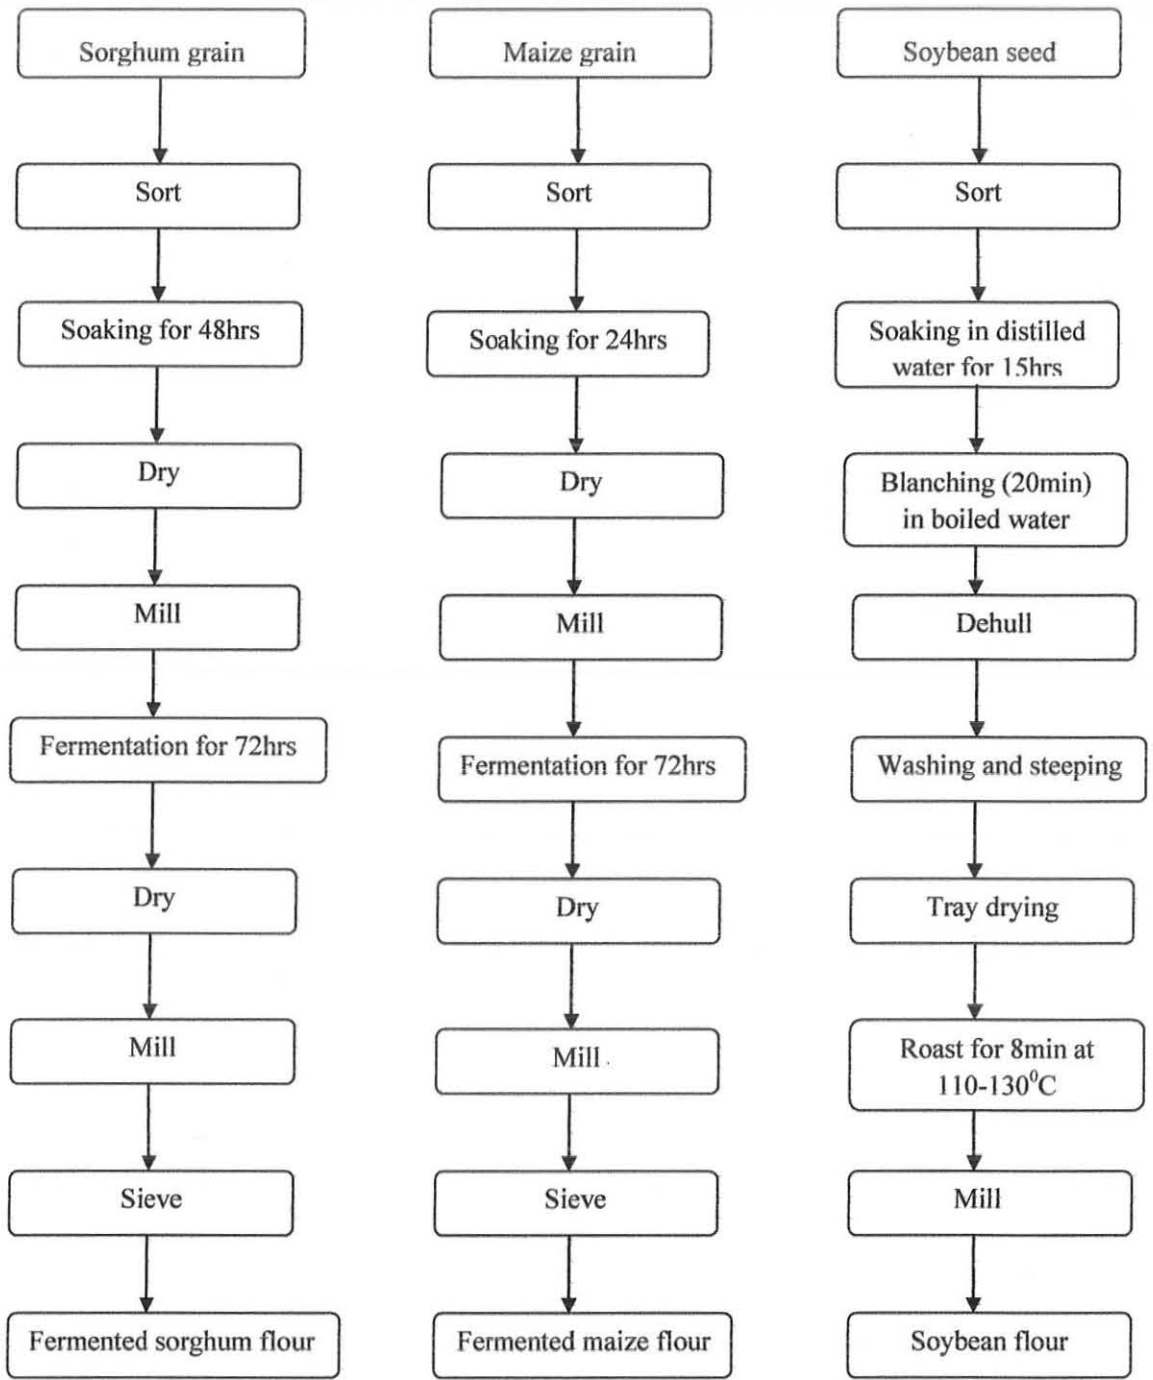 Sorghum grain
Sort
Soaking for 48hrs
Dry
Mill
Fermentation for 72hrs
Dry
Mill
Sieve
Fermented sorghum flour
Maize grain
Sort
Soaking for 24hrs
Dry
Mill
Fermentation for 72hrs
Dry
Mill
Sieve
Fermented maize flour
Soybean seed
Sort
Soaking in distilled
water for 15hrs
Blanching (20min)
in boiled water
Dehull
Washing and steeping
Tray drying
Roast for 8min at
110-130⁰C
Mill
Soybean flour